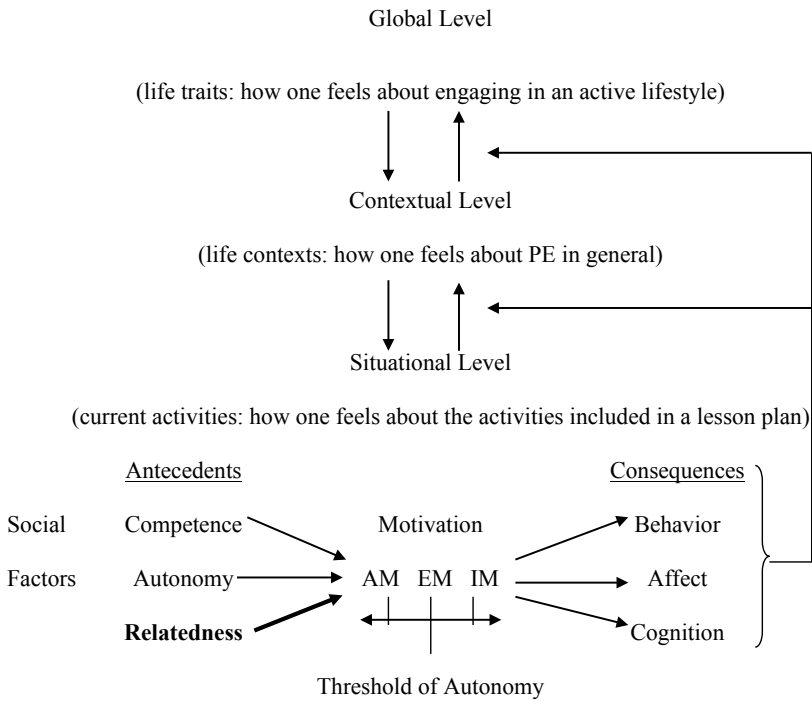 Global Level
(life traits: how one feels about engaging in an active lifestyle)
Contextual Level
(life contexts: how one feels about PE in general)
Situational Level
(current activities: how one feels about the activities included in a lesson plan)
Antecedents Consequences
Social Competence Motivation Behavior
Factors Autonomy AM EM IM Affect
Relatedness Cognition
Threshold of Autonomy